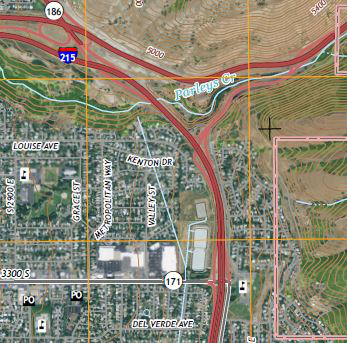 186
215
5000
5400
Parleys Cr
LOUISE AVE
KENTON DR
S 2900 E
GRACE ST
METROPOLITAN WAY
VALLEY ST
3300 S
171
PO
PO
DEL VERDE AVE
E